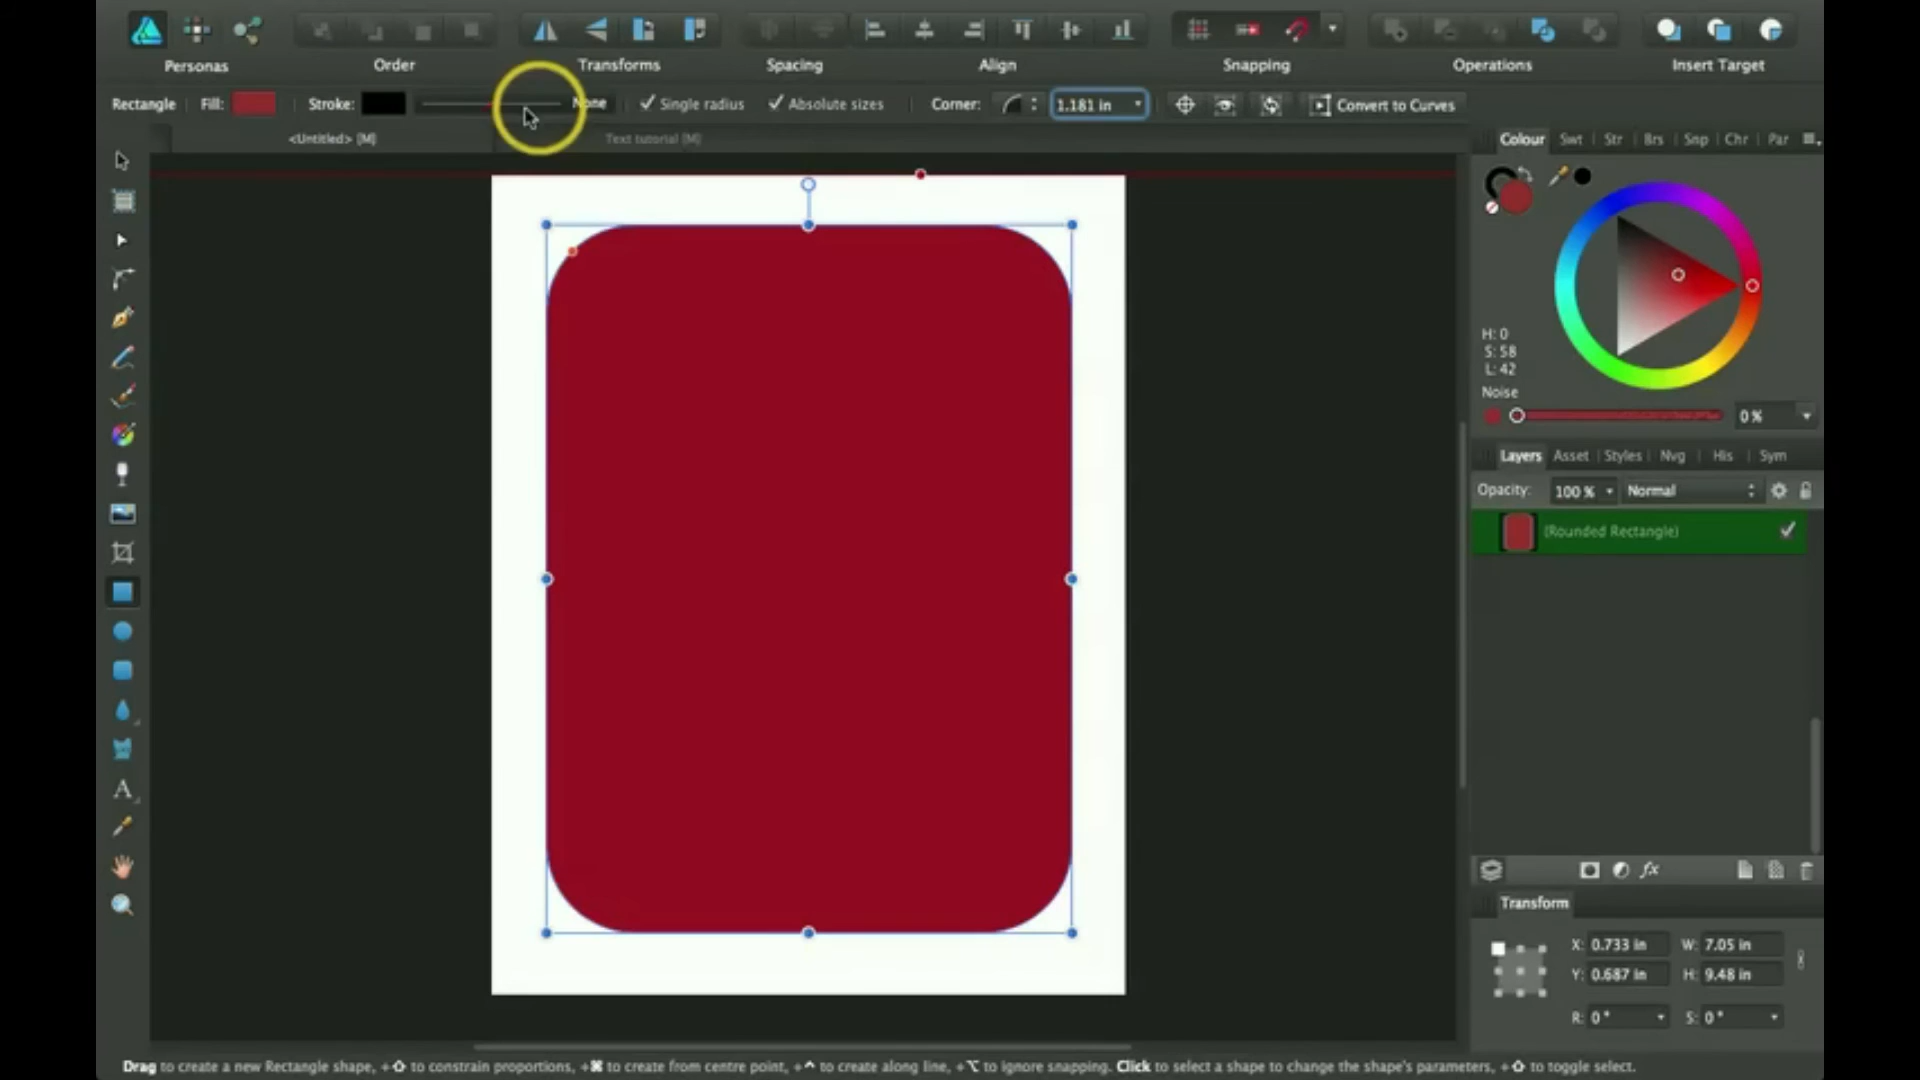 Personas Order Transforms Spacing Align Snapping Operations Insert Target
Rectangle Fill: Stroke: None Single radius Absolute sizes Corner: 1.181 in Convert to Curves
<Untitled> [M] Text tutorial [M]
Colour Swt Str Brs Snp Chr Par
H: 0
S: 58
L: 42
Noise
0 %
Layers Asset Styles Nvg His Sym
Opacity: 100 % Normal
(Rounded Rectangle)
fx
Transform
X: 0.733 in W: 7.05 in
Y: 0.687 in H: 9.48 in
R: 0 ° S: 0 °
Drag to create a new Rectangle shape, +⇧ to constrain proportions, +⌘ to create from centre point, +⌃ to create along line, +⌥ to ignore snapping. Click to select a shape to change the shape's parameters, +⇧ to toggle select.